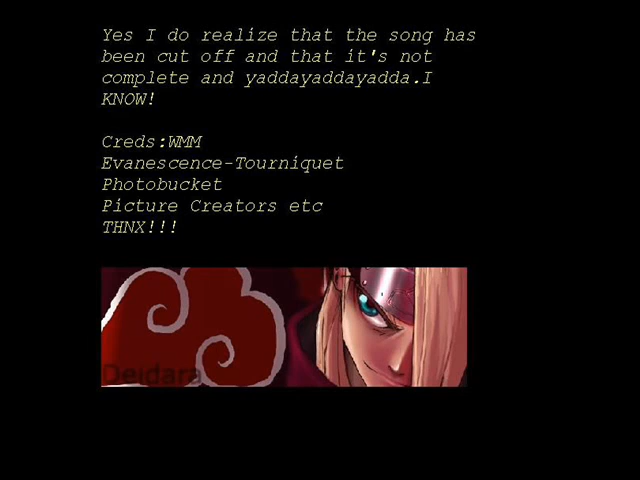 Yes I do realize that the song has
been cut off and that it's not
complete and yaddayaddayadda.I
KNOW!
Creds:WMM
Evanescence-Tourniquet
Photobucket
Picture Creators etc
THNX!!!
Deidara